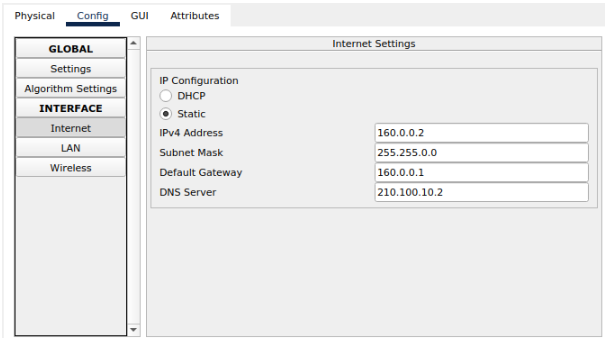 Physical Config GUI Attributes
GLOBAL
Settings
Algorithm Settings
INTERFACE
Internet
LAN
Wireless
Internet Settings
IP Configuration
DHCP
Static
IPv4 Address 160.0.0.2
Subnet Mask 255.255.0.0
Default Gateway 160.0.0.1
DNS Server 210.100.10.2